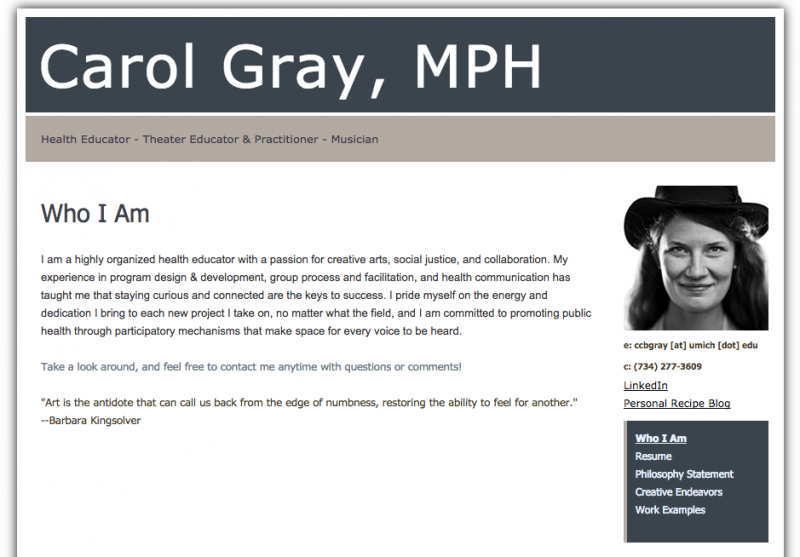 Carol Gray, MPH
Health Educator - Theater Educator & Practitioner - Musician
Who I Am
I am a highly organized health educator with a passion for creative arts, social justice, and collaboration. My
experience in program design & development, group process and facilitation, and health communication has
taught me that staying curious and connected are the keys to success. I pride myself on the energy and
dedication I bring to each new project I take on, no matter what the field, and I am committed to promoting public
health through participatory mechanisms that make space for every voice to be heard.
Take a look around, and feel free to contact me anytime with questions or comments!
"Art is the antidote that can call us back from the edge of numbness, restoring the ability to feel for another."
--Barbara Kingsolver
e: ccbgray [at] umich [dot] edu
c: (734) 277-3609
LinkedIn
Personal Recipe Blog
Who I Am
Resume
Philosophy Statement
Creative Endeavors
Work Examples